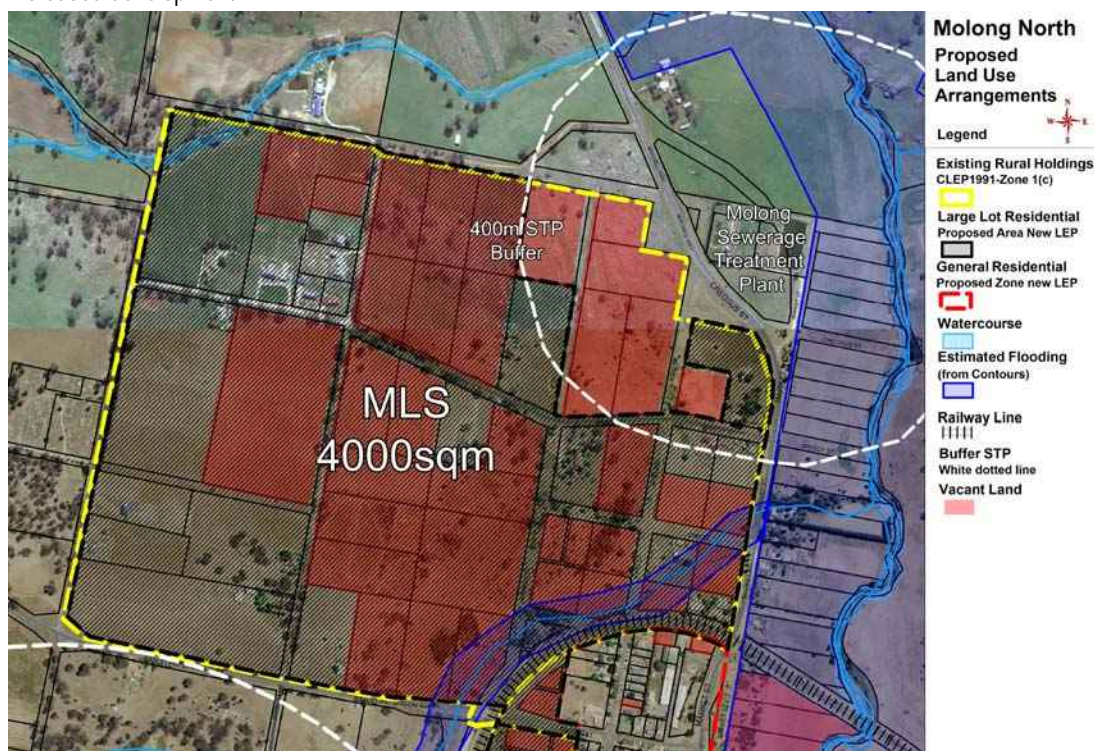 Molong North
Proposed
Land Use
Arrangements
N
W
E
S
Legend
Existing Rural Holdings
CLEP1991-Zone 1(c)
Large Lot Residential
Proposed Area New LEP
General Residential
Proposed Zone new LEP
Watercourse
Estimated Flooding
(from Contours)
Railway Line
Buffer STP
White dotted line
Vacant Land
400m STP
Buffer
Molong
Sewerage
Treatment
Plant
MLS
4000sqm